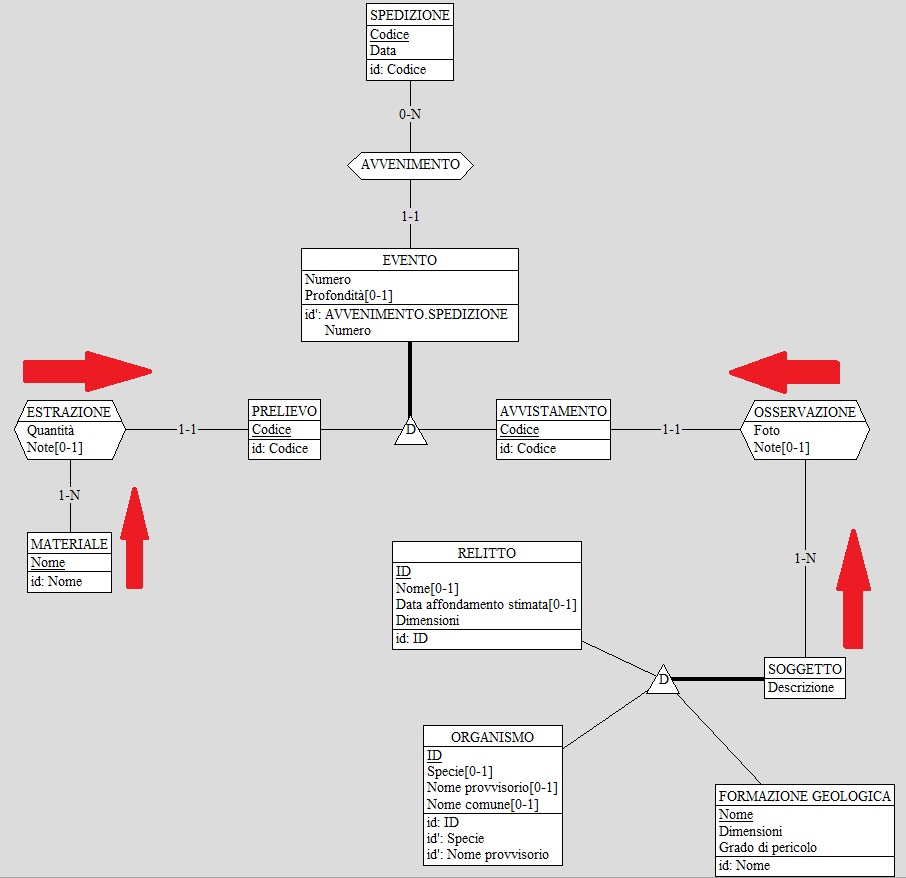 SPEDIZIONE
Codice
Data
id: Codice
0-N
AVVENIMENTO
1-1
EVENTO
Numero
Profondità[0-1]
id': AVVENIMENTO.SPEDIZIONE
Numero
ESTRAZIONE
Quantità
Note[0-1]
1-1
PRELIEVO
Codice
id: Codice
D
AVVISTAMENTO
Codice
id: Codice
1-1
OSSERVAZIONE
Foto
Note[0-1]
1-N
MATERIALE
Nome
id: Nome
1-N
RELITTO
ID
Nome[0-1]
Data affondamento stimata[0-1]
Dimensioni
id: ID
D
SOGGETTO
Descrizione
ORGANISMO
ID
Specie[0-1]
Nome provvisorio[0-1]
Nome comune[0-1]
id: ID
id': Specie
id': Nome provvisorio
FORMAZIONE GEOLOGICA
Nome
Dimensioni
Grado di pericolo
id: Nome